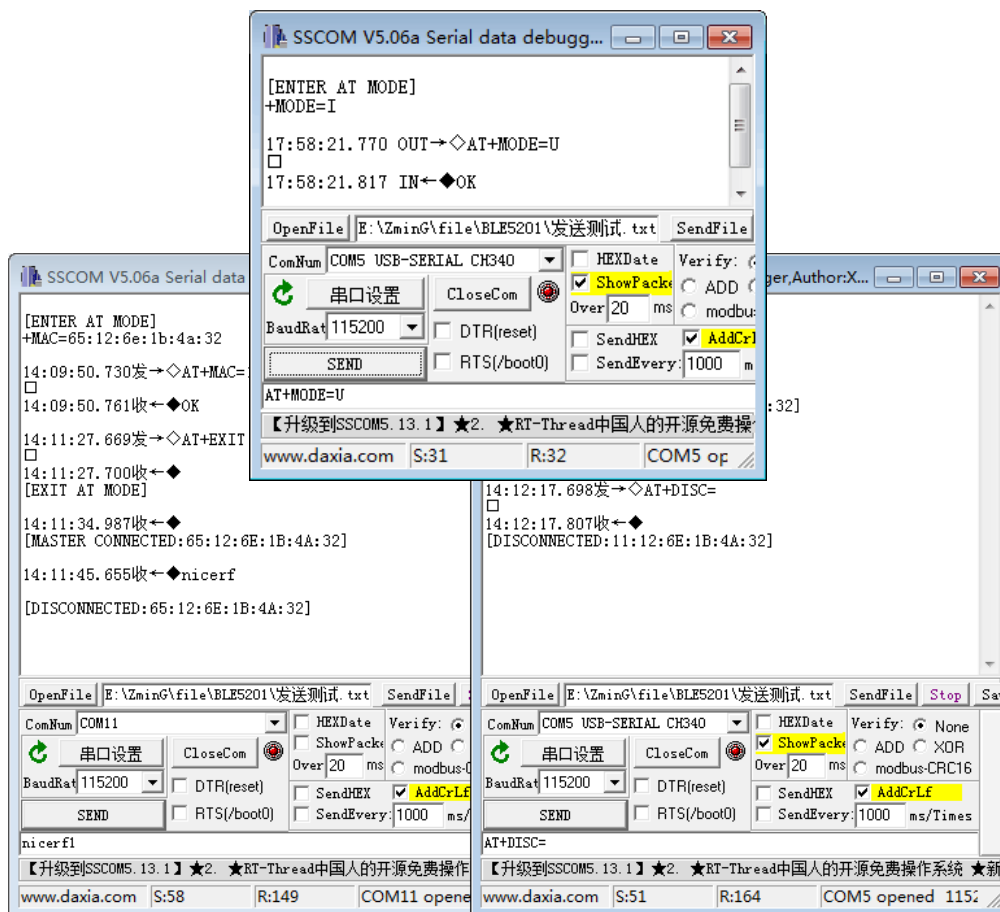 SSCOM V5.06a Serial data debugg...
[ENTER AT MODE]
+MODE=I
17:58:21.770 OUT→◇AT+MODE=U
□
17:58:21.817 IN←◆OK
OpenFile E:\ZminG\file\BLE5201\发送测试.txt SendFile
ComNum COM5 USB-SERIAL CH340 HEXDate Verify:
串口设置 CloseCom ShowPacke ADD
Over 20 ms modbu
BaudRat 115200 DTR(reset) SendHEX AddCrL
SEND RTS(/boot0) SendEvery: 1000 m
AT+MODE=U
【升级到SSCOM5.13.1】★2. ★RT-Thread中国人的开源免费操
www.daxia.com S:31 R:32 COM5 op
SSCOM V5.06a Serial data
[ENTER AT MODE]
+MAC=65:12:6e:1b:4a:32
14:09:50.730发→◇AT+MAC=
□
14:09:50.761收←◆OK
14:11:27.669发→◇AT+EXIT
□
14:11:27.700收←◆
[EXIT AT MODE]
14:11:34.987收←◆
[MASTER CONNECTED:65:12:6E:1B:4A:32]
14:11:45.655收←◆nicerf
[DISCONNECTED:65:12:6E:1B:4A:32]
OpenFile E:\ZminG\file\BLE5201\发送测试.txt SendFile
ComNum COM11 HEXDate Verify:
串口设置 CloseCom ShowPacke ADD
Over 20 ms modbus-
BaudRat 115200 DTR(reset) SendHEX AddCrLf
SEND RTS(/boot0) SendEvery: 1000 ms/
nicerf1
【升级到SSCOM5.13.1】★2. ★RT-Thread中国人的开源免费操作
www.daxia.com S:58 R:149 COM11 opene
ger,Author:X...
:32]
14:12:17.698发→◇AT+DISC=
□
14:12:17.807收←◆
[DISCONNECTED:11:12:6E:1B:4A:32]
OpenFile E:\ZminG\file\BLE5201\发送测试.txt SendFile Stop Sa
ComNum COM5 USB-SERIAL CH340 HEXDate Verify: None
串口设置 CloseCom ShowPacke ADD XOR
Over 20 ms modbus-CRC16
BaudRat 115200 DTR(reset) SendHEX AddCrLf
SEND RTS(/boot0) SendEvery: 1000 ms/Times
AT+DISC=
【升级到SSCOM5.13.1】★2. ★RT-Thread中国人的开源免费操作系统 ★新
www.daxia.com S:51 R:164 COM5 opened 1152